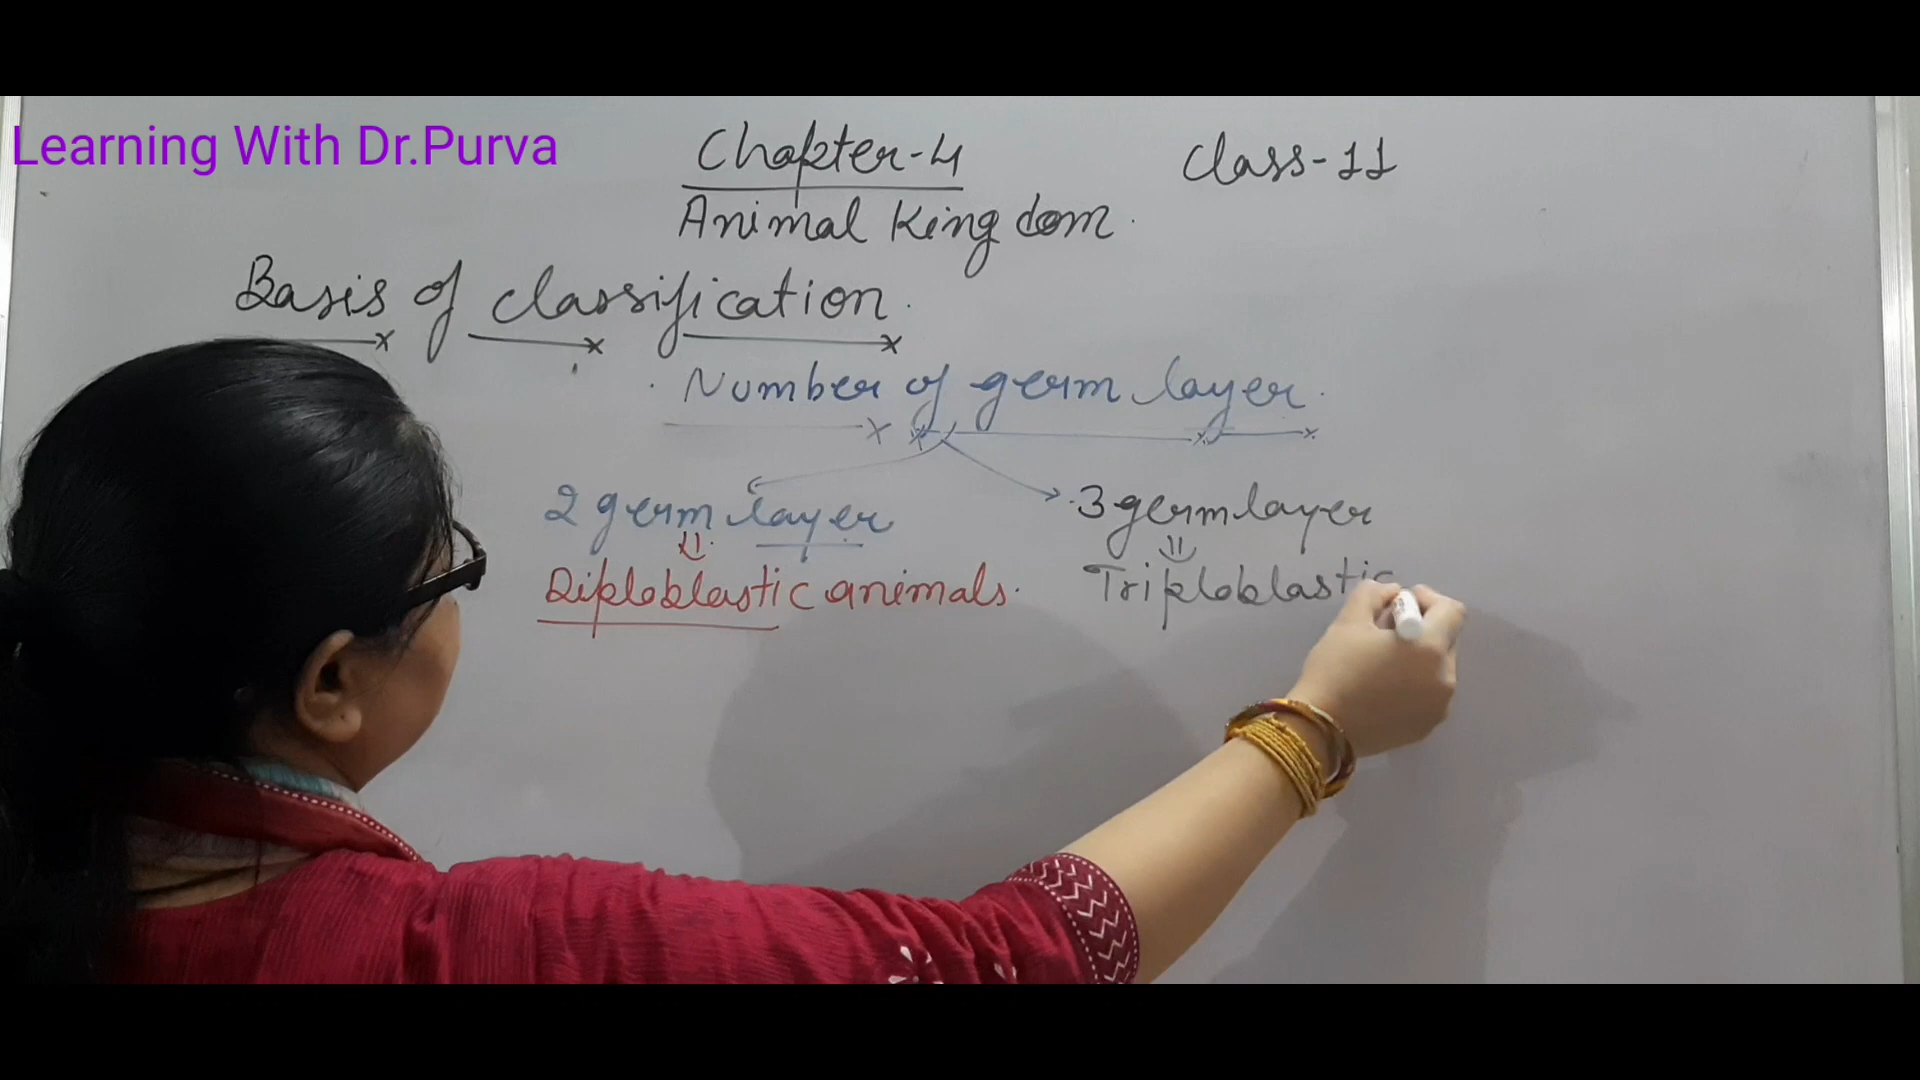 Learning With Dr.Purva
Chapter-4
Class-11
Animal Kingdom.
Basis of classification.
Number of germ layer.
2 germ layer
3 germ layer
Diploblastic animals.
Triploblastic